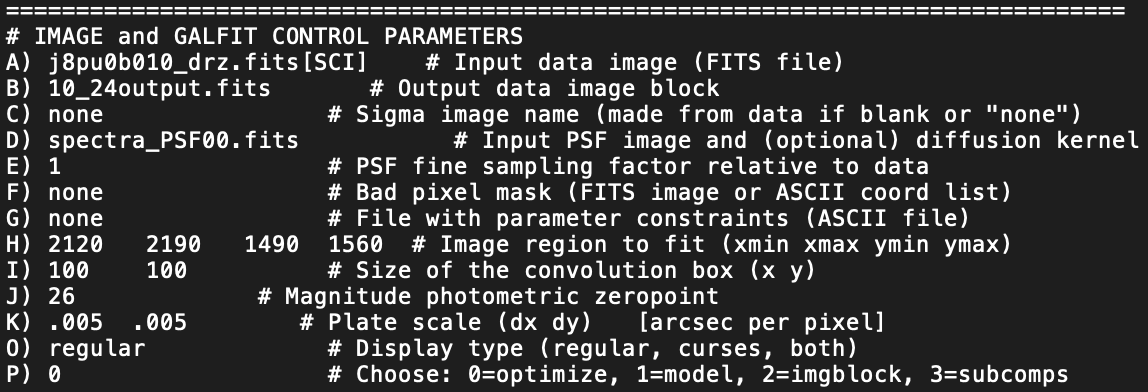 ================================================================================
# IMAGE and GALFIT CONTROL PARAMETERS
A) j8pu0b010_drz.fits[SCI]    # Input data image (FITS file)
B) 10_24output.fits       # Output data image block
C) none                # Sigma image name (made from data if blank or "none")
D) spectra_PSF00.fits           # Input PSF image and (optional) diffusion kernel
E) 1                   # PSF fine sampling factor relative to data
F) none                # Bad pixel mask (FITS image or ASCII coord list)
G) none                # File with parameter constraints (ASCII file)
H) 2120   2190   1490  1560  # Image region to fit (xmin xmax ymin ymax)
I) 100    100          # Size of the convolution box (x y)
J) 26             # Magnitude photometric zeropoint
K) .005  .005        # Plate scale (dx dy)   [arcsec per pixel]
O) regular             # Display type (regular, curses, both)
P) 0                   # Choose: 0=optimize, 1=model, 2=imgblock, 3=subcomps